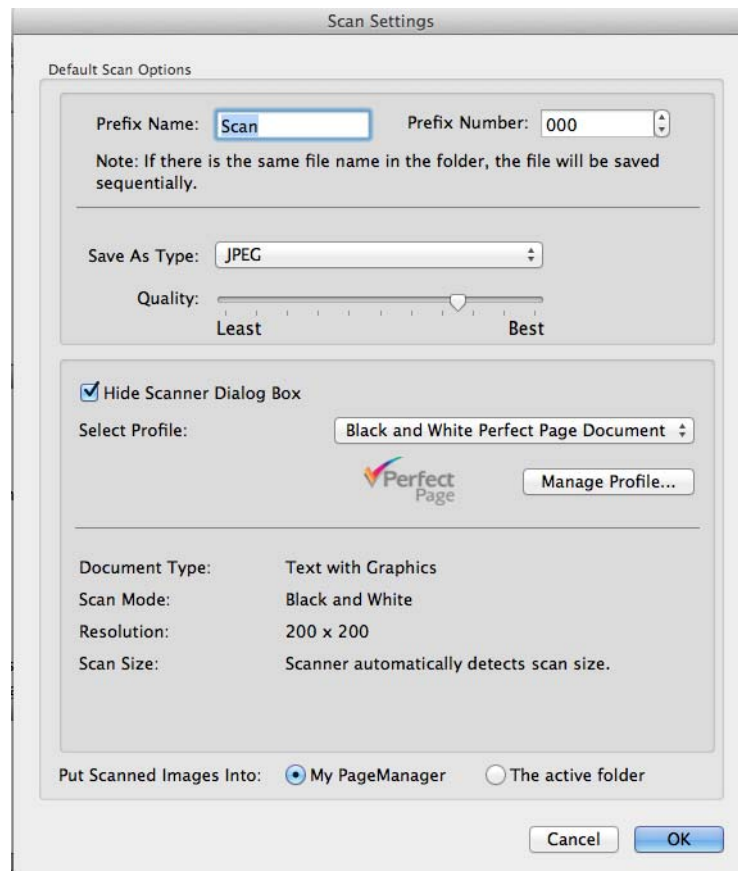 Scan Settings
Default Scan Options
Prefix Name: Scan Prefix Number: 000
Note: If there is the same file name in the folder, the file will be saved
sequentially.
Save As Type: JPEG
Quality:
Least Best
Hide Scanner Dialog Box
Select Profile: Black and White Perfect Page Document
Perfect
Page
Manage Profile...
Document Type: Text with Graphics
Scan Mode: Black and White
Resolution: 200 x 200
Scan Size: Scanner automatically detects scan size.
Put Scanned Images Into: My PageManager The active folder
Cancel OK